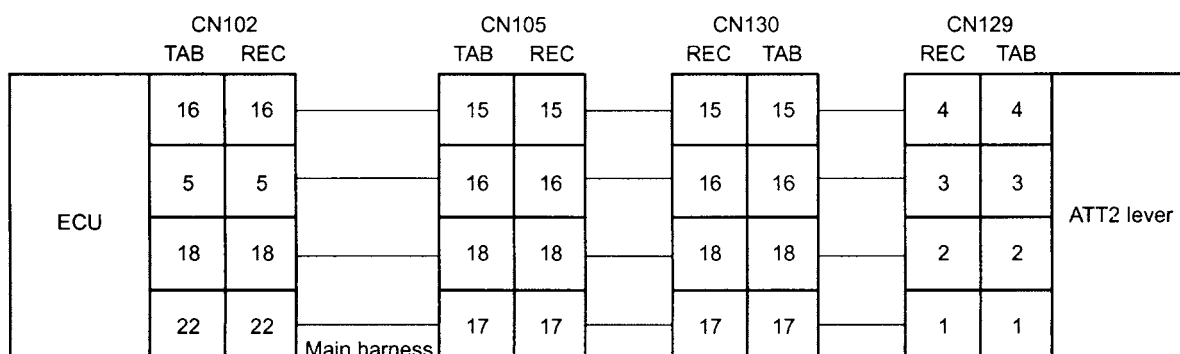 CN102 CN105 CN130 CN129
TAB REC TAB REC REC TAB REC TAB
16 16 15 15 15 15 4 4
5 5 16 16 16 16 3 3
ECU ATT2 lever
18 18 18 18 18 18 2 2
22 22 17 17 17 17 1 1
Main harness